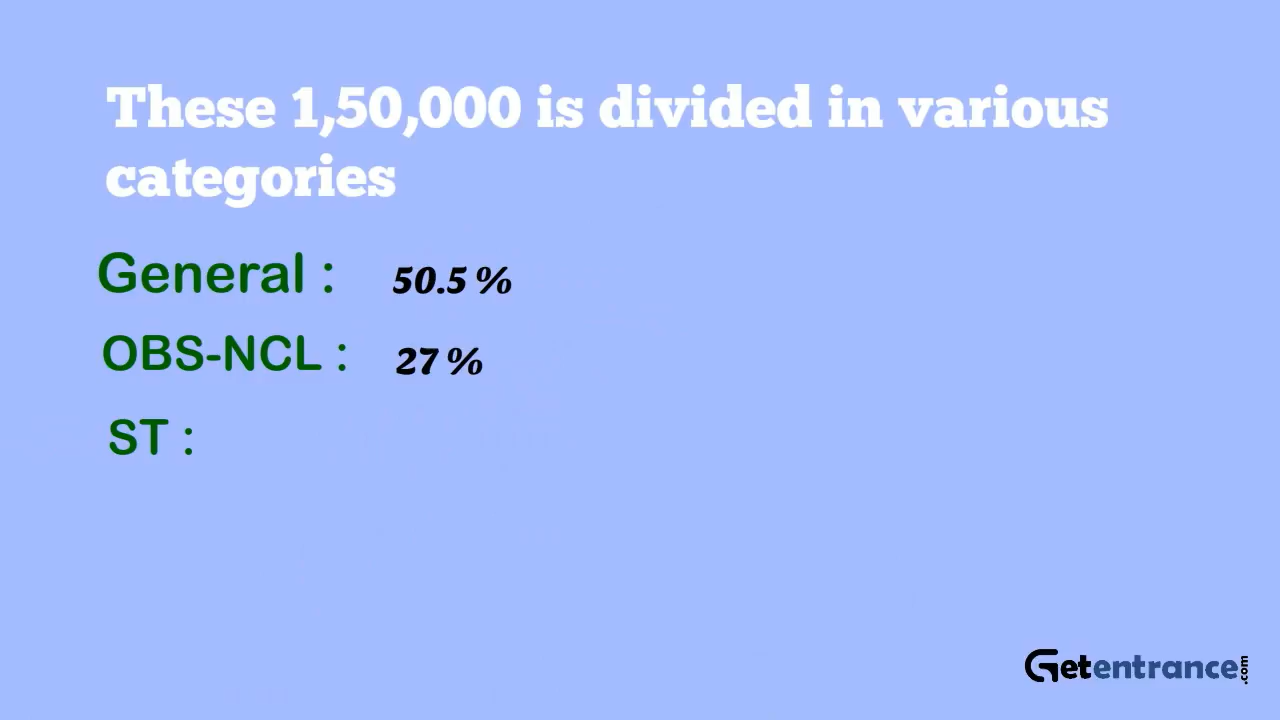 These 1,50,000 is divided in various
categories
General : 50.5 %
OBS-NCL : 27 %
ST :
Getentrance.com